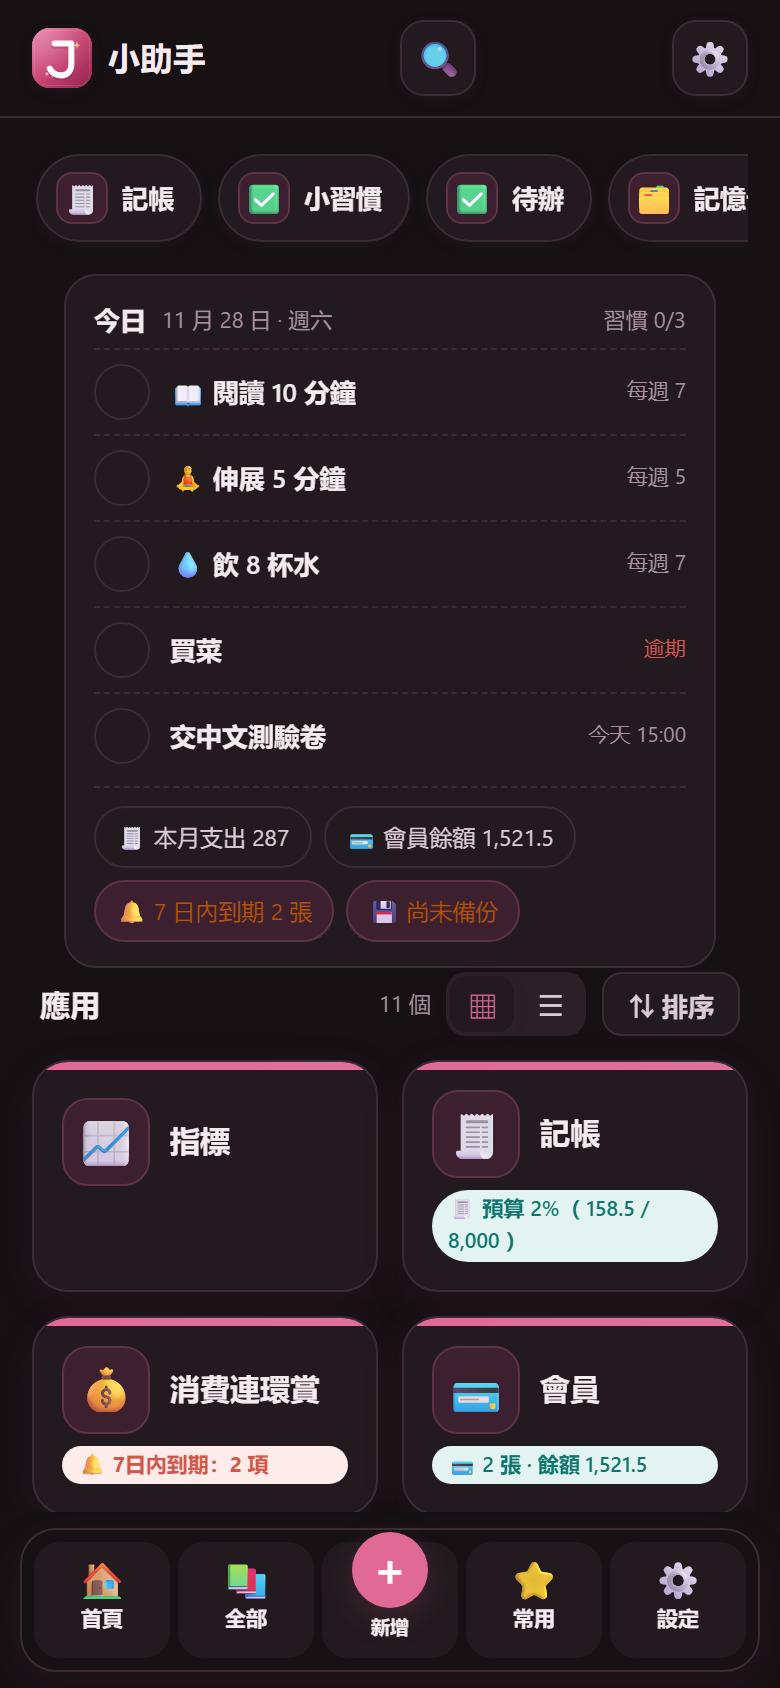 J 小助手
記帳 小習慣 待辦 記憶
今日 11 月 28 日 · 週六 習慣 0/3
閱讀 10 分鐘 每週 7
伸展 5 分鐘 每週 5
飲 8 杯水 每週 7
買菜 逾期
交中文測驗卷 今天 15:00
本月支出 287 會員餘額 1,521.5
7 日內到期 2 張 尚未備份
應用 11 個 排序
指標
記帳
預算 2%（158.5 /
8,000）
消費連環賞
7日內到期：2 項
會員
2 張 · 餘額 1,521.5
首頁 全部 新增 常用 設定